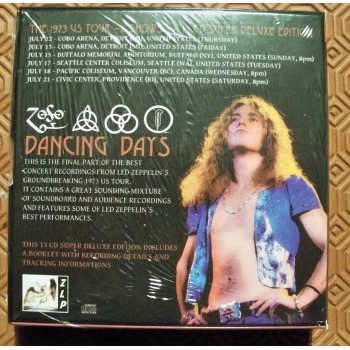 THE 1973 US TOUR SHOWS SUPER DELUXE EDITION
JULY 12 - COBO ARENA, DETROIT (MI), UNITED STATES (THURSDAY)
JULY 13 - COBO ARENA, DETROIT (MI), UNITED STATES (FRIDAY)
JULY 15 - BUFFALO MEMORIAL AUDITORIUM, BUFFALO (NY), UNITED STATES (SUNDAY, 8pm)
JULY 17 - SEATTLE CENTER COLISEUM, SEATTLE (WA), UNITED STATES (TUESDAY)
JULY 18 - PACIFIC COLISEUM, VANCOUVER (BC), CANADA (WEDNESDAY, 8pm)
JULY 21 - CIVIC CENTER, PROVIDENCE (RI), UNITED STATES (SATURDAY, 8pm)
DANCING DAYS
THIS IS THE FINAL PART OF THE BEST
CONCERT RECORDINGS FROM LED ZEPPELIN´S
GROUNDBREAKING 1973 US TOUR.
IT CONTAINS A GREAT SOUNDING MIXTURE
OF SOUNDBOARD AND AUDIENCE RECORDINGS
AND FEATURES SOME OF LED ZEPPELIN´S
BEST PERFORMANCES.
THIS 13 CD SUPER DELUXE EDITION INCLUDES
A BOOKLET WITH RECORDING DETAILS AND
TRACKING INFORMATIONS
ZLP